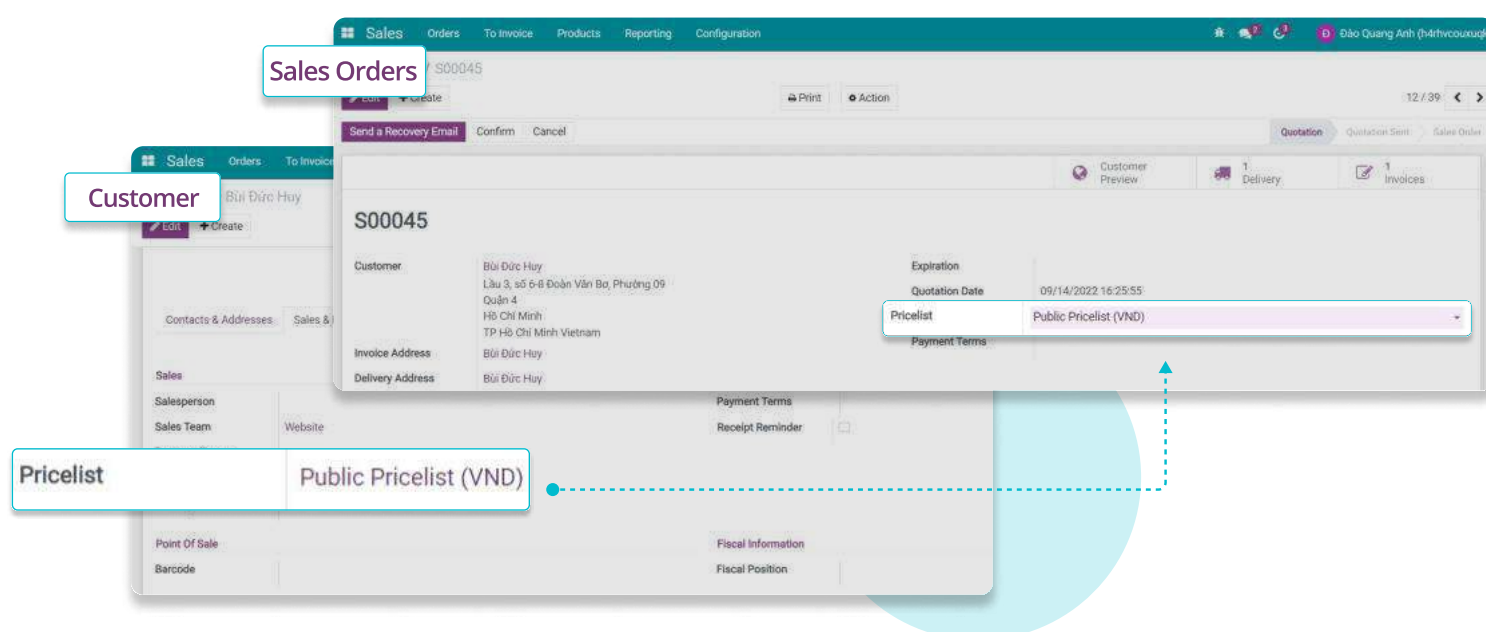 Sales Orders To Invoice Products Reporting Configuration
2
Đào Quang Anh
Sales Orders
/ S00045
Edit + Create
Print Action
12 / 39
Send a Recovery Email Confirm Cancel
Quotation Quotation Sent Sales Order
Customer Preview
1 Delivery
1 Invoices
S00045
Customer Bùi Đức Huy
Lầu 3, số 6-8 Đoàn Văn Bơ, Phường 09
Quận 4
Hồ Chí Minh
TP Hồ Chí Minh Vietnam
Invoice Address Bùi Đức Huy
Delivery Address Bùi Đức Huy
Expiration
Quotation Date 09/14/2022 16:25:55
Pricelist Public Pricelist (VND)
Payment Terms
Sales Orders To Invoice
Customer
Bùi Đức Huy
Edit + Create
Contacts & Addresses Sales &
Sales
Salesperson
Sales Team Website
Payment Terms
Receipt Reminder
Pricelist Public Pricelist (VND)
Point Of Sale
Barcode
Fiscal Information
Fiscal Position